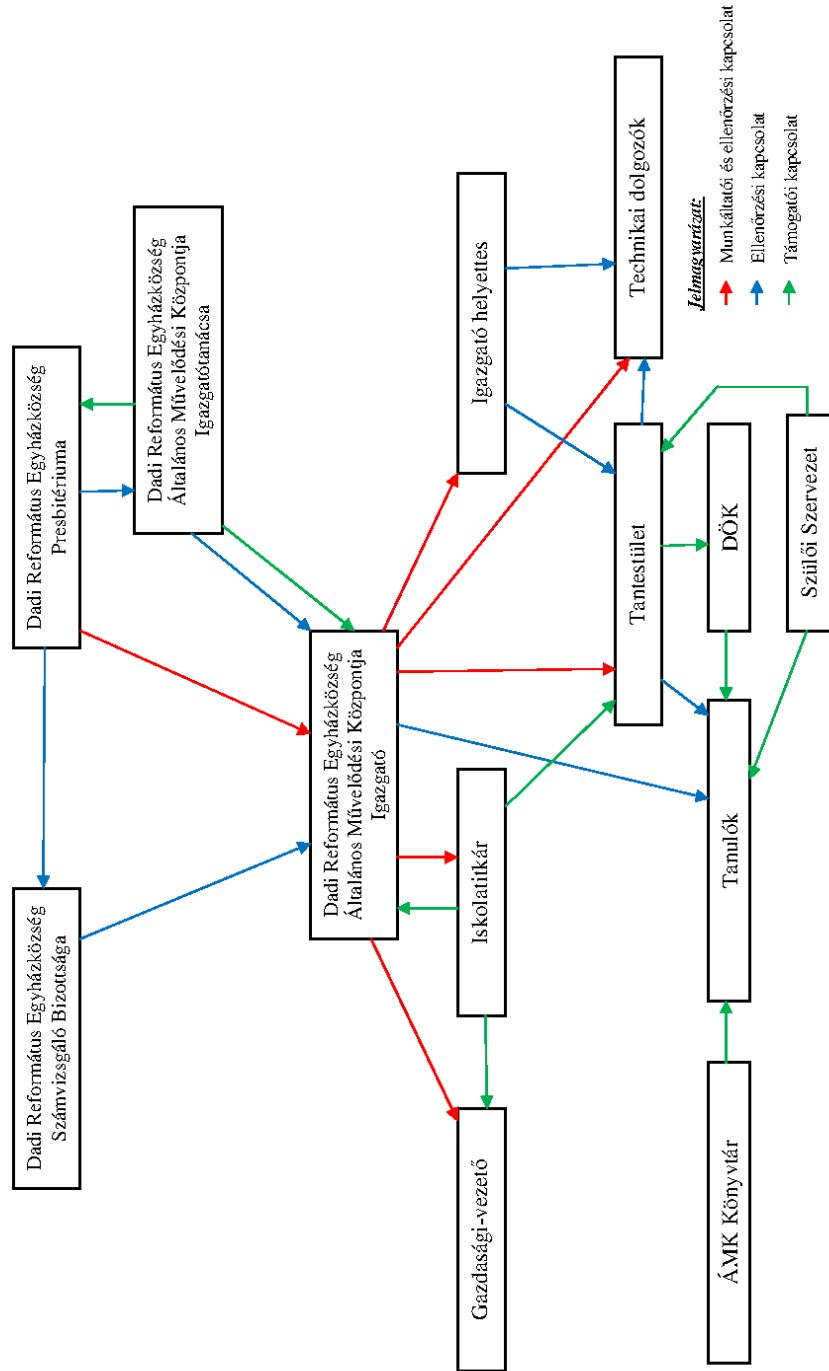 Dadi Református Egyházközség
Számvizsgáló Bizottsága
Dadi Református Egyházközség
Presbitériuma
Dadi Református Egyházközség
Általános Művelődési Központja
Igazgatótanácsa
Dadi Református Egyházközség
Általános Művelődési Központja
Igazgató
Gazdasági-vezető
Iskolatitkár
Igazgató helyettes
Tantestület
Technikai dolgozók
ÁMK Könyvtár
Tanulók
DÖK
Szülői Szervezet
Jelmagyarázat:
Munkáltatói és ellenőrzési kapcsolat
Ellenőrzési kapcsolat
Támogatói kapcsolat